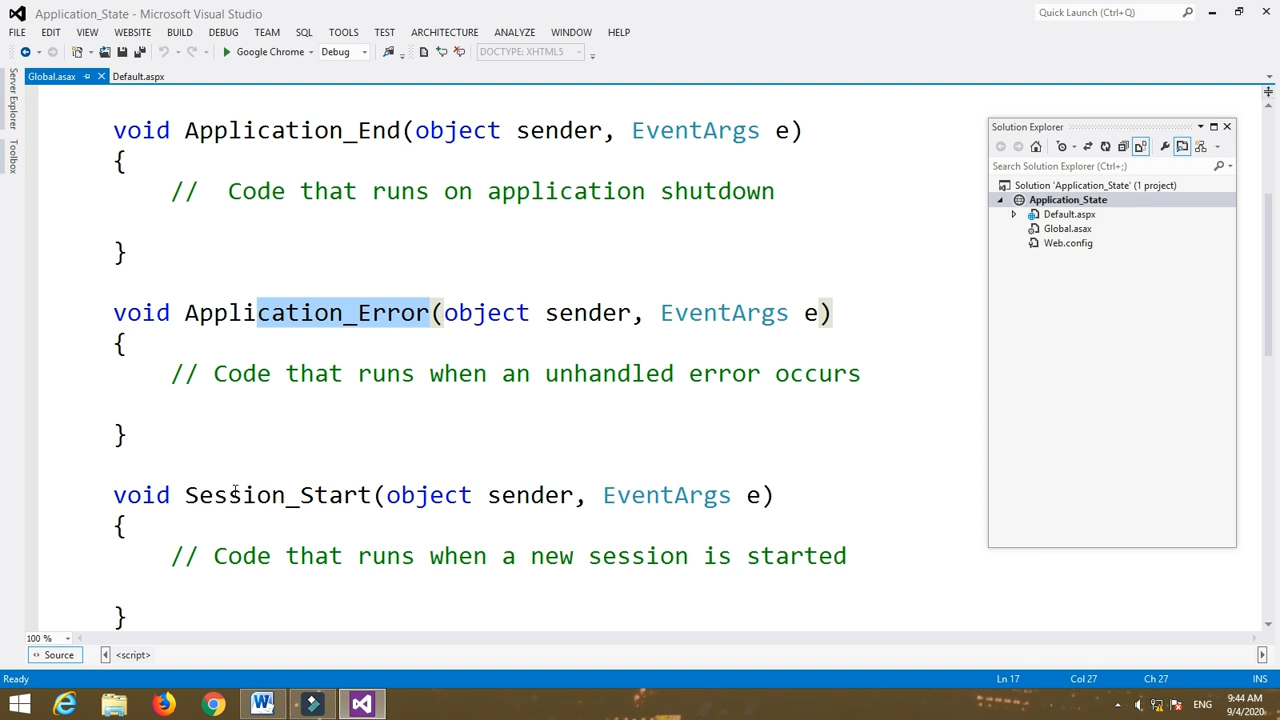 Application_State - Microsoft Visual Studio
Quick Launch (Ctrl+Q)
FILE EDIT VIEW WEBSITE BUILD DEBUG TEAM SQL TOOLS TEST ARCHITECTURE ANALYZE WINDOW HELP
Google Chrome Debug DOCTYPE: XHTML5
Global.asax Default.aspx
Server Explorer
Toolbox
void Application_End(object sender, EventArgs e)
{
// Code that runs on application shutdown
}
void Application_Error(object sender, EventArgs e)
{
// Code that runs when an unhandled error occurs
}
void Session_Start(object sender, EventArgs e)
{
// Code that runs when a new session is started
}
Solution Explorer
Search Solution Explorer (Ctrl+;)
Solution 'Application_State' (1 project)
Application_State
Default.aspx
Global.asax
Web.config
100 %
Source <script>
Ready Ln 17 Col 27 Ch 27 INS
ENG
9:44 AM
9/4/2020